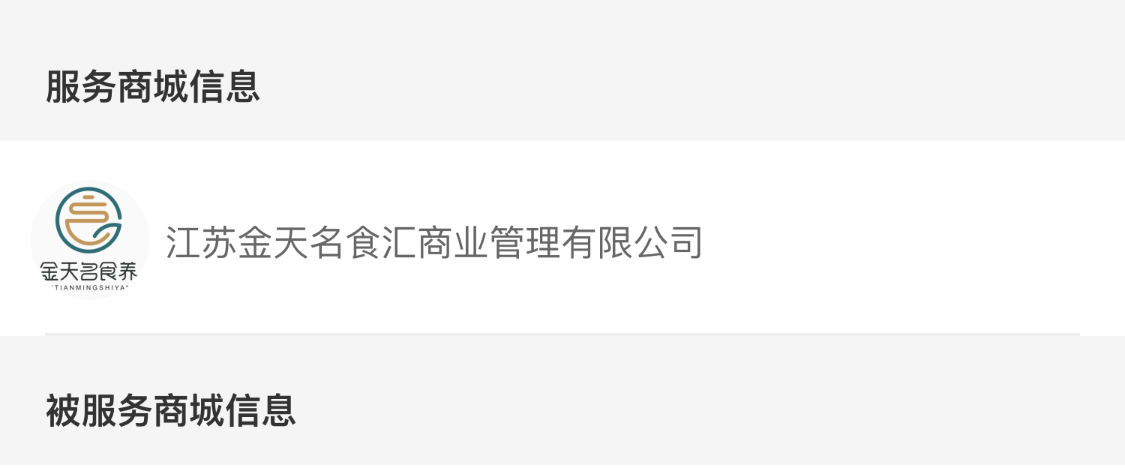 服务商城信息
金天名食养
"TIANMINGSHIYA"
江苏金天名食汇商业管理有限公司
被服务商城信息